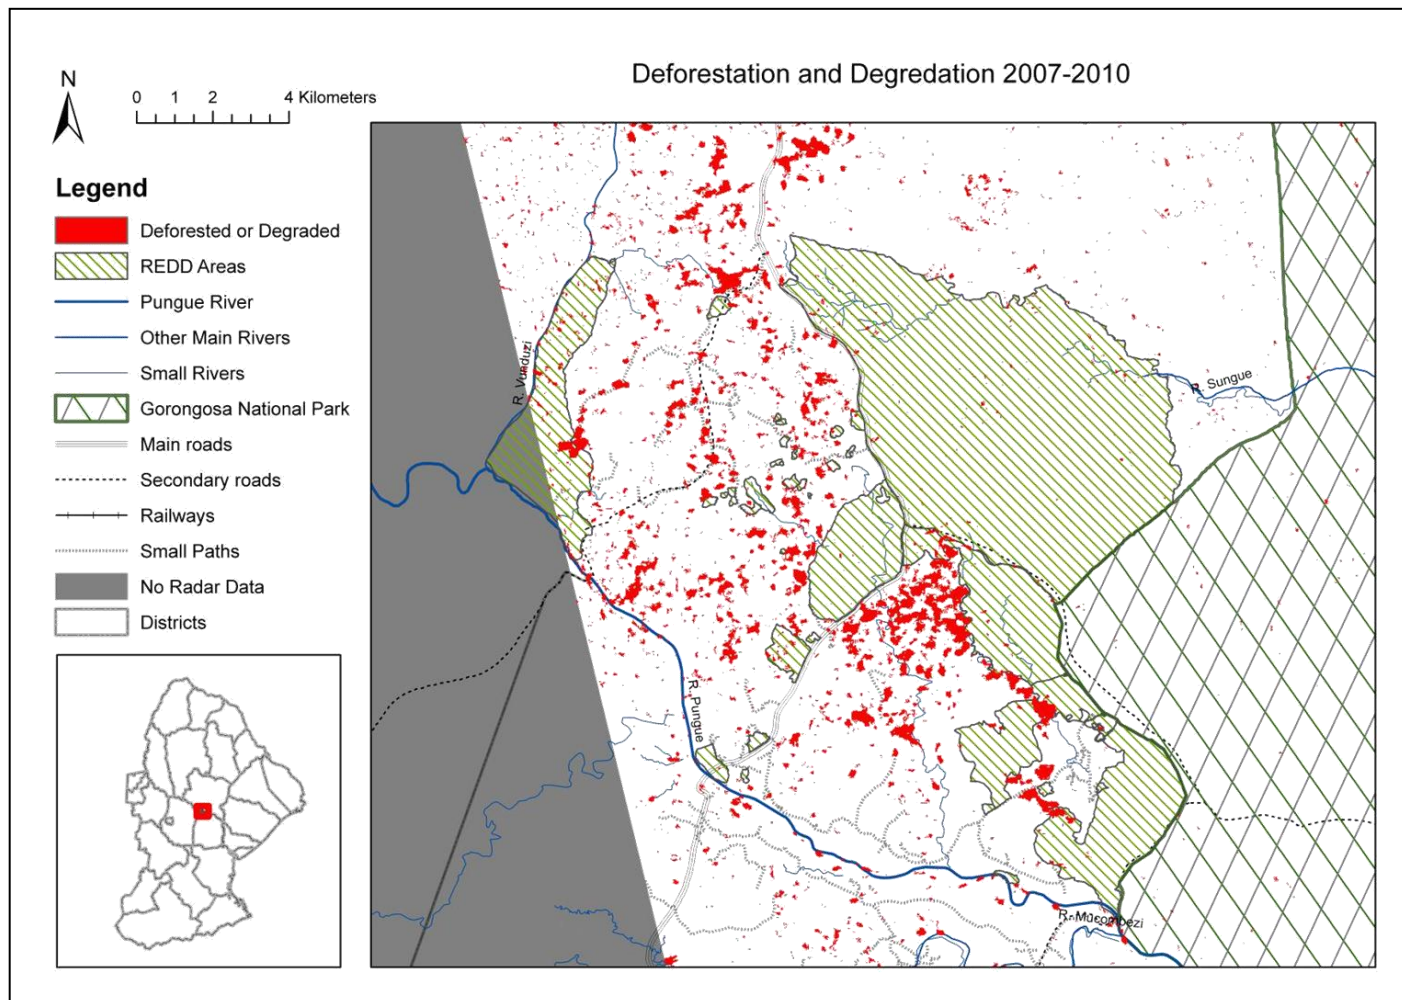 Deforestation and Degredation 2007-2010
N
0 1 2 4 Kilometers
Legend
Deforested or Degraded
REDD Areas
Pungue River
Other Main Rivers
Small Rivers
Gorongosa National Park
Main roads
Secondary roads
Railways
Small Paths
No Radar Data
Districts
R. Vunduzi
R. Sungue
R. Pungue
R. Mucombezi